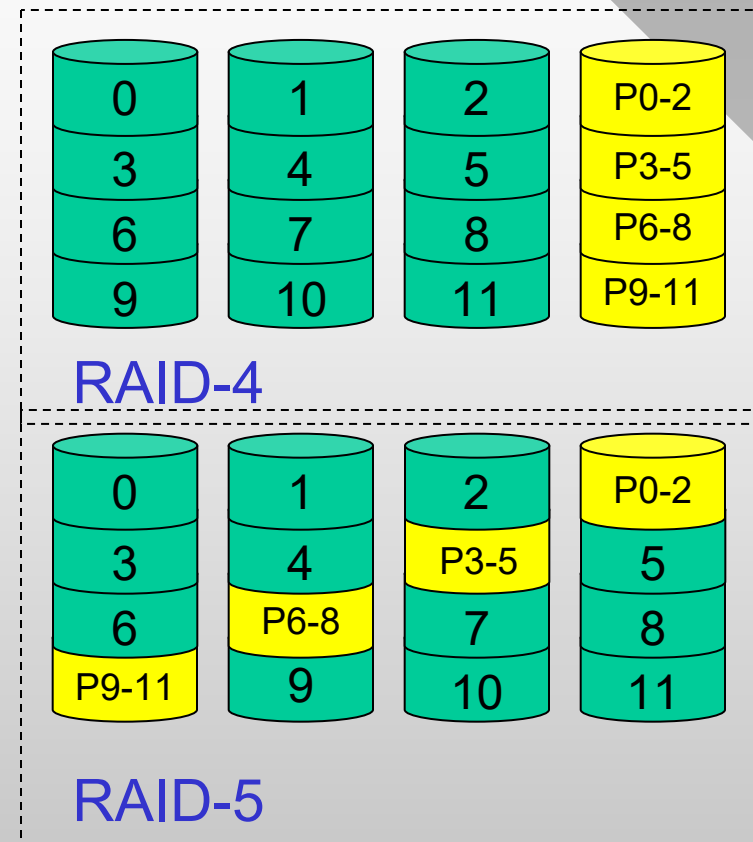 0 1 2 P0-2
3 4 5 P3-5
6 7 8 P6-8
9 10 11 P9-11
RAID-4
0 1 2 P0-2
3 4 P3-5 5
6 P6-8 7 8
P9-11 9 10 11
RAID-5